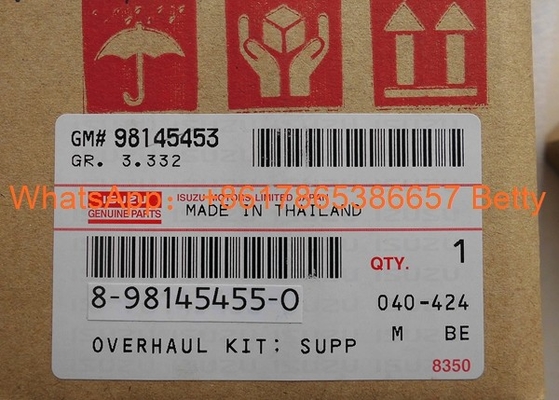 GM# 98145453
GR. 3.332
WhatsApp: +8617865386657 Betty
ISUZU
GENUINE PARTS
ISUZU MOTORS LIMITED JAPAN
MADE IN THAILAND
QTY. 1
8-98145455-0
040-424
M BE
OVERHAUL KIT: SUPP
8350